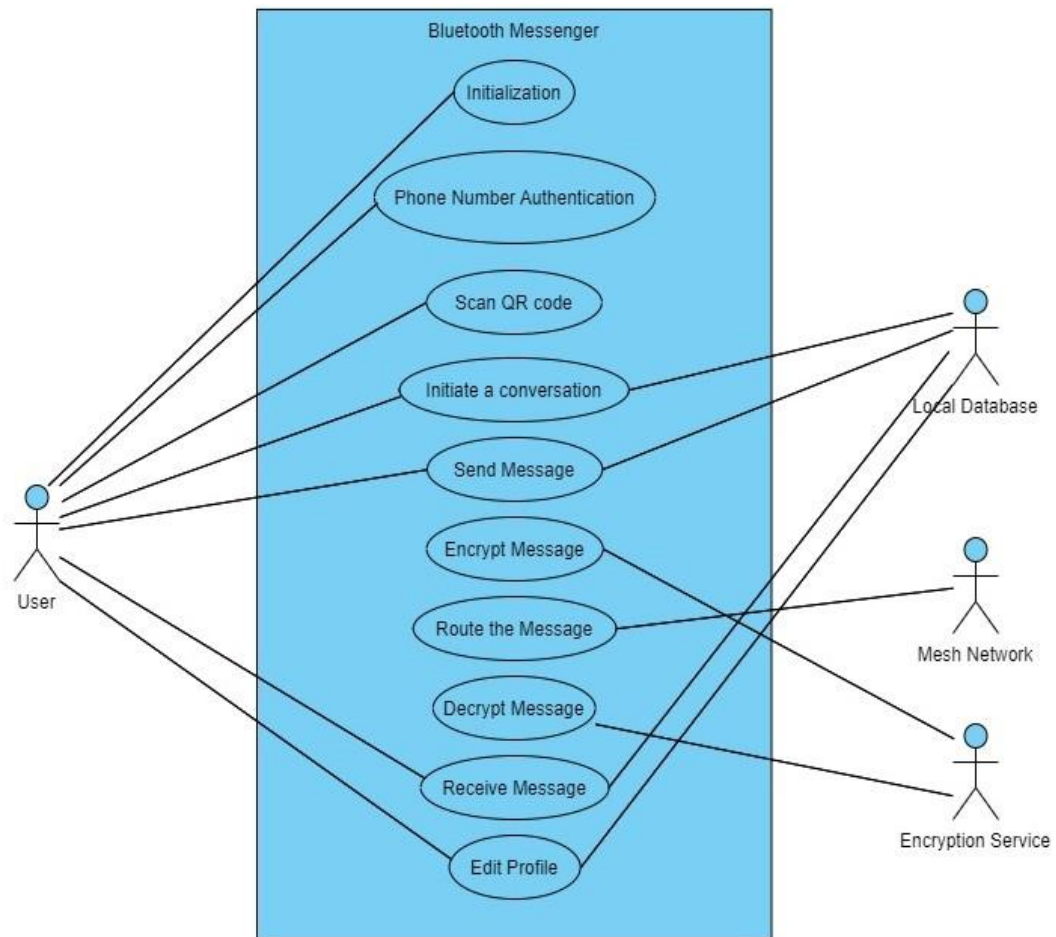 Bluetooth Messenger
Initialization
Phone Number Authentication
Scan QR code
Initiate a conversation
Send Message
Encrypt Message
Route the Message
Decrypt Message
Receive Message
Edit Profile
User
Local Database
Mesh Network
Encryption Service